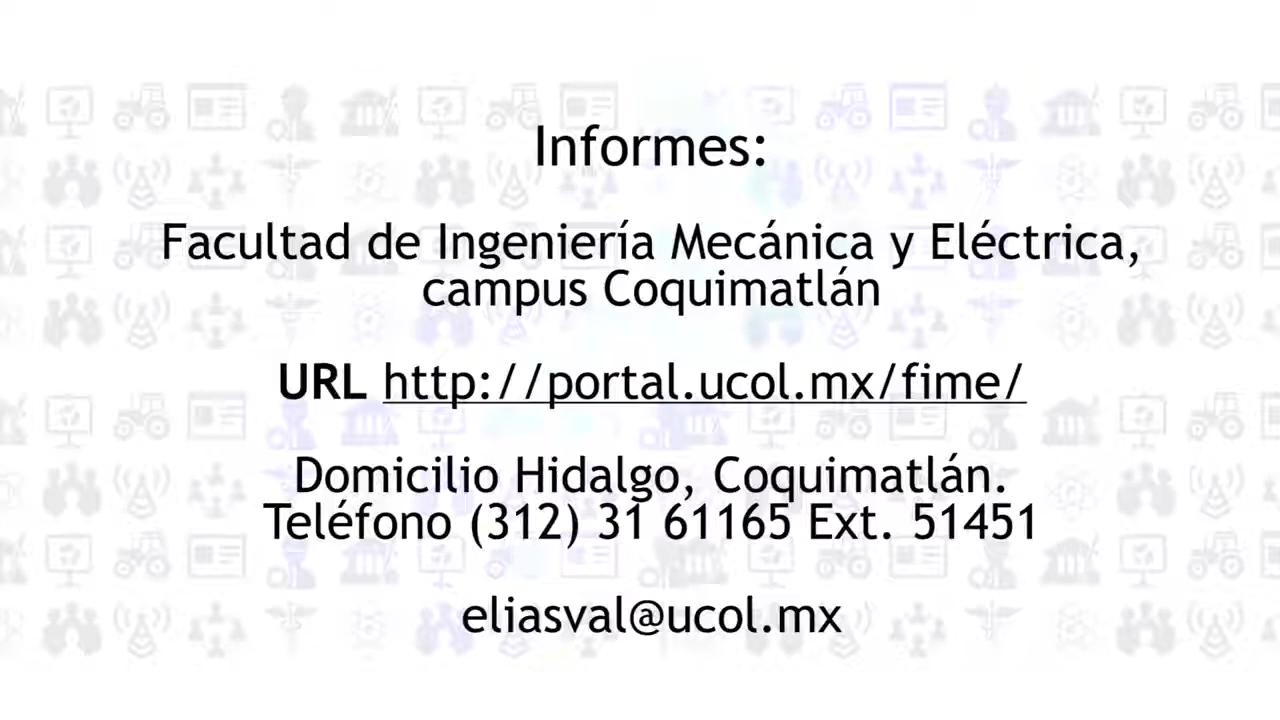 Informes:
Facultad de Ingeniería Mecánica y Eléctrica,
campus Coquimatlán
URL http://portal.ucol.mx/fime/
Domicilio Hidalgo, Coquimatlán.
Teléfono (312) 31 61165 Ext. 51451
eliasval@ucol.mx